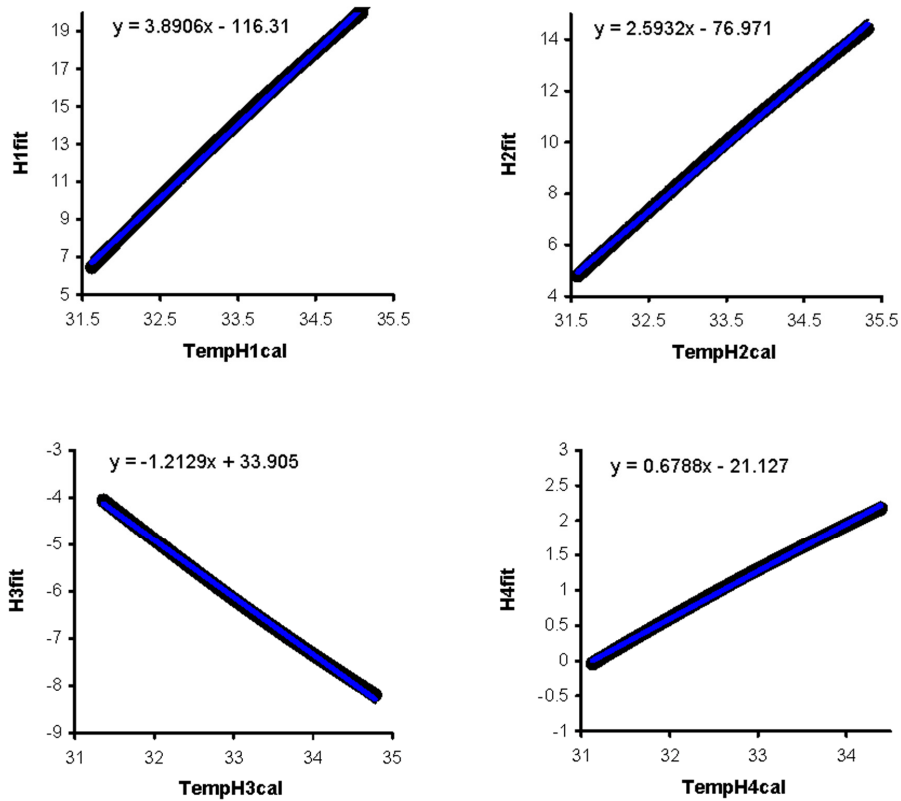 y = 3.8906x - 116.31
19
17
15
13
11
9
7
5
H1fit
31.5 32.5 33.5 34.5 35.5
TempH1cal
y = 2.5932x - 76.971
14
12
10
8
6
4
H2fit
31.5 32.5 33.5 34.5 35.5
TempH2cal
y = -1.2129x + 33.905
-3
-4
-5
-6
-7
-8
-9
H3fit
31 32 33 34 35
TempH3cal
y = 0.6788x - 21.127
3
2.5
2
1.5
1
0.5
0
-0.5
-1
H4fit
31 32 33 34
TempH4cal